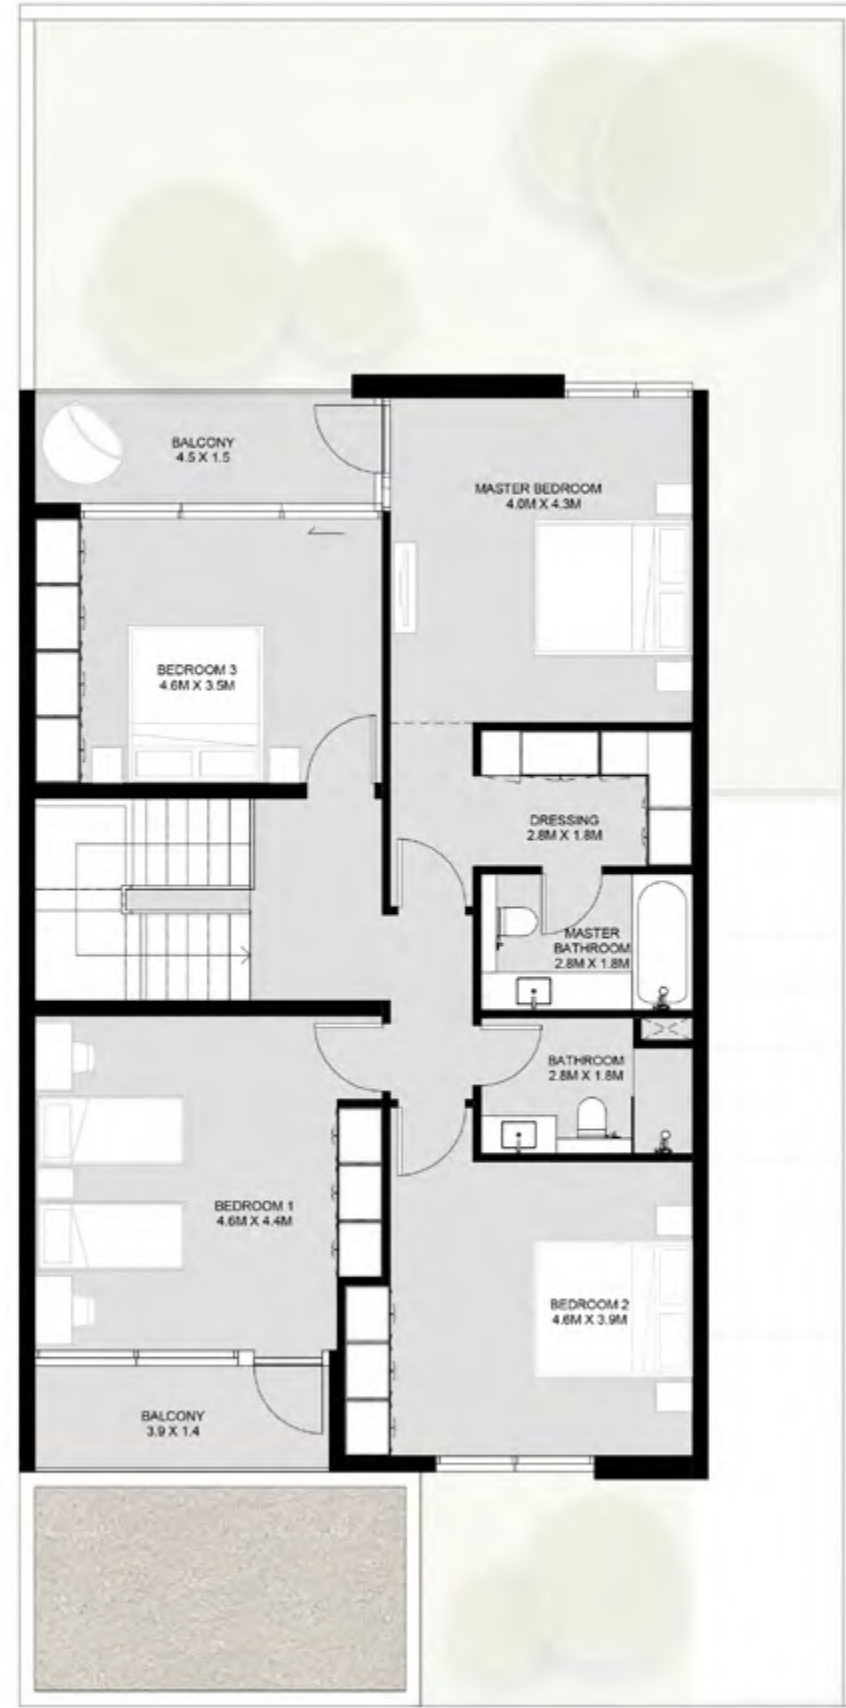 BALCONY
4.5 X 1.5
MASTER BEDROOM
4.0M X 4.3M
BEDROOM 3
4.6M X 3.5M
DRESSING
2.8M X 1.8M
MASTER
BATHROOM
2.8M X 1.8M
BATHROOM
2.8M X 1.8M
BEDROOM 1
4.6M X 4.4M
BEDROOM 2
4.6M X 3.9M
BALCONY
3.9 X 1.4